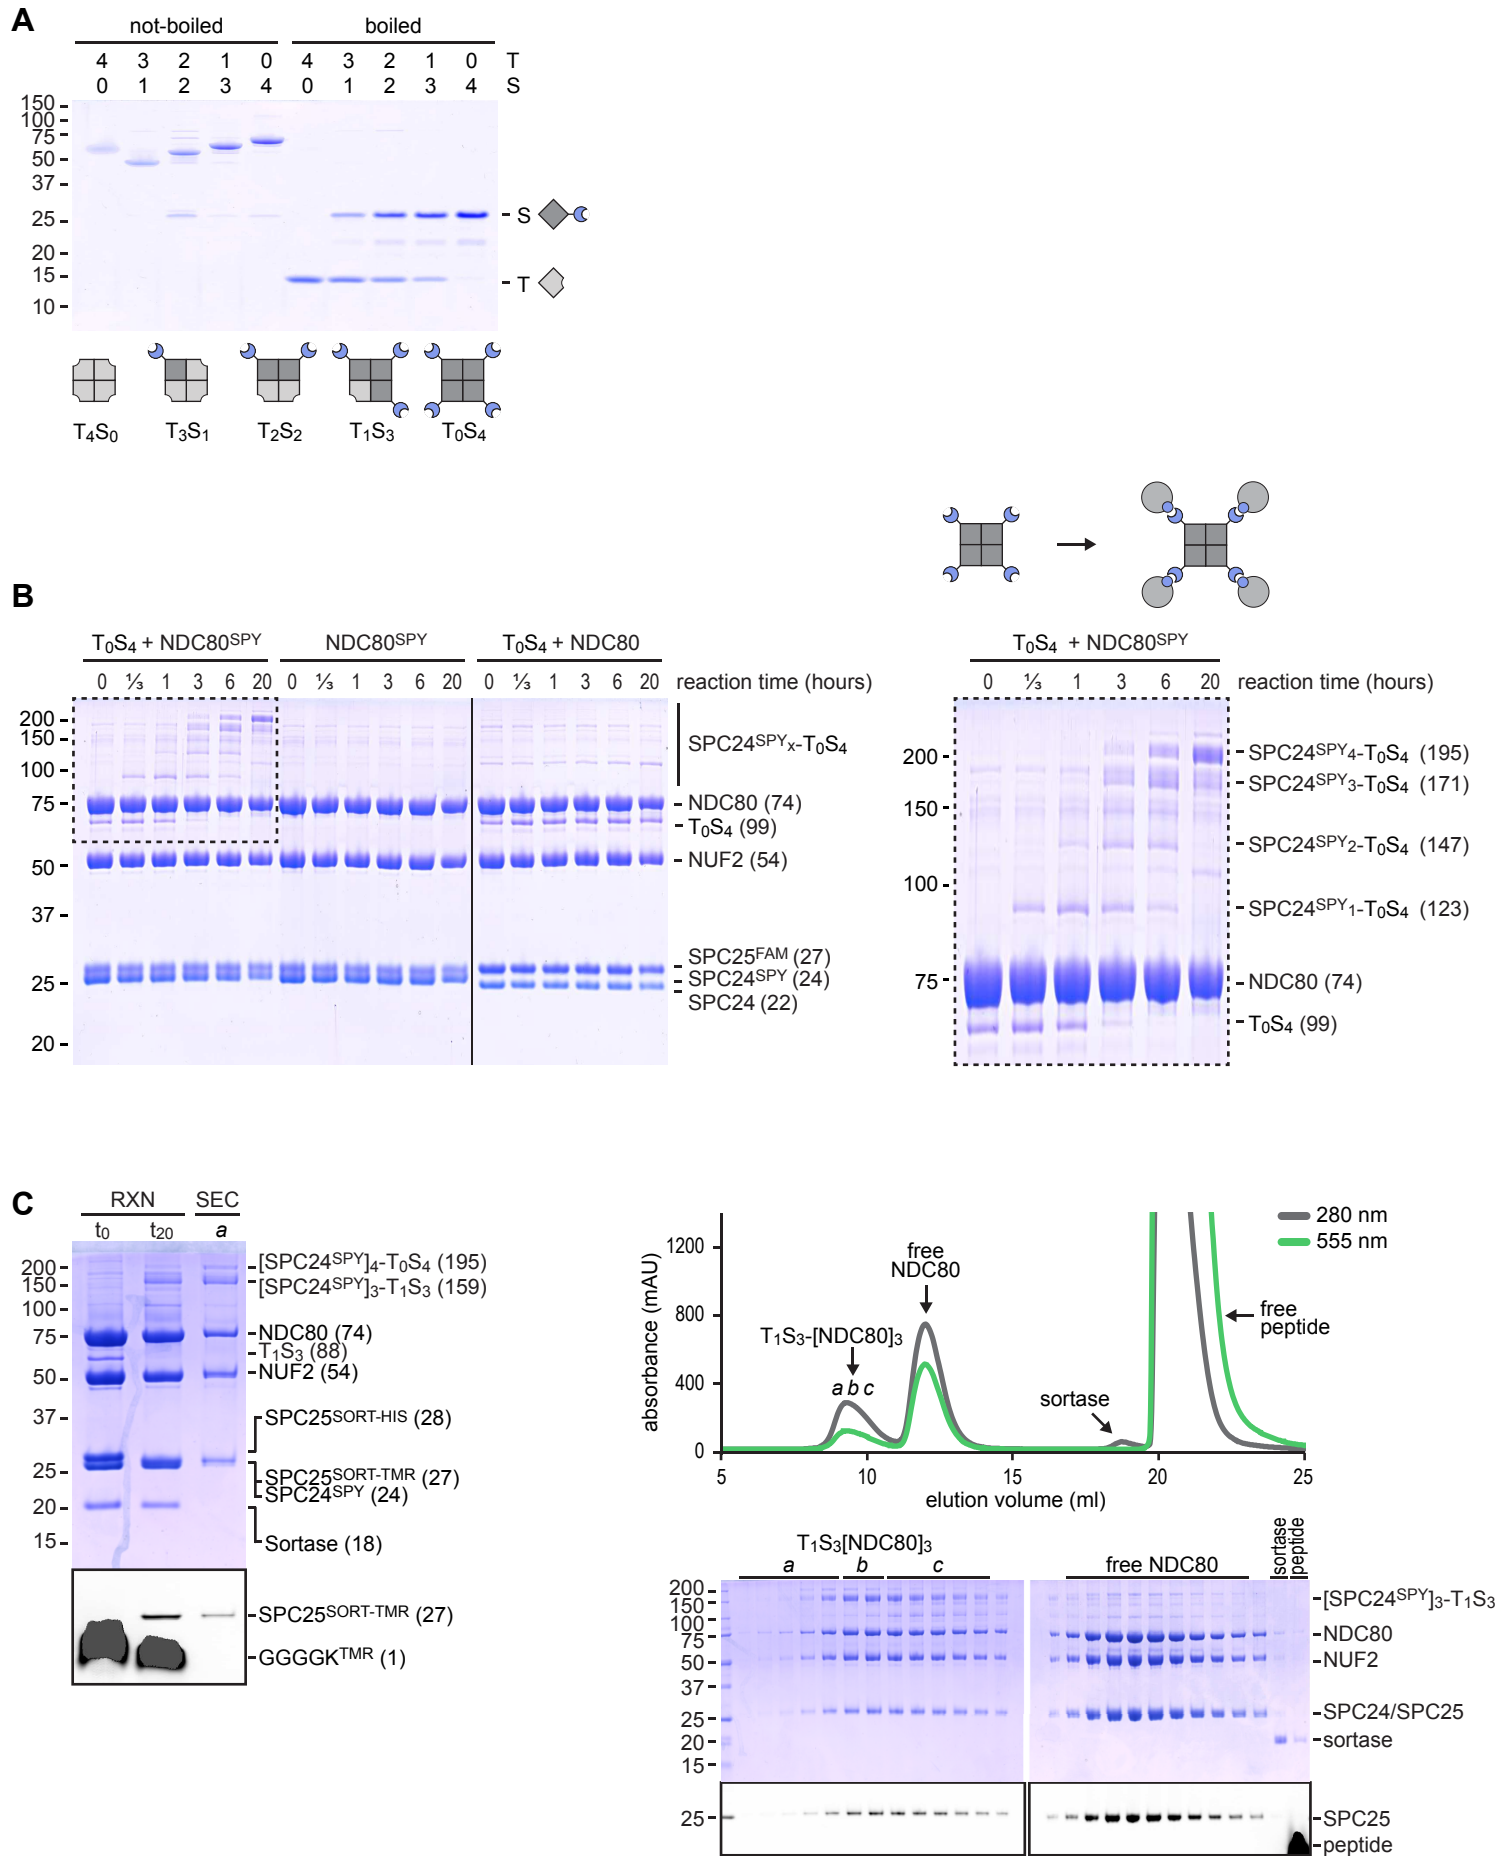 A
not-boiled boiled
4 3 2 1 0 4 3 2 1 0 T
0 1 2 3 4 0 1 2 3 4 S
150
100
75
50
37
25
20
15
10
S
T
T4S0 T3S1 T2S2 T1S3 T0S4
B
T0S4 + NDC80SPY NDC80SPY T0S4 + NDC80
0 ⅓ 1 3 6 20 0 ⅓ 1 3 6 20 0 ⅓ 1 3 6 20 reaction time (hours)
200
150
100
75
50
37
25
20
SPC24SPYx-T0S4
NDC80 (74)
T0S4 (99)
NUF2 (54)
SPC25FAM (27)
SPC24SPY (24)
SPC24 (22)
T0S4 + NDC80SPY
0 ⅓ 1 3 6 20 reaction time (hours)
200
150
100
75
SPC24SPY4-T0S4 (195)
SPC24SPY3-T0S4 (171)
SPC24SPY2-T0S4 (147)
SPC24SPY1-T0S4 (123)
NDC80 (74)
T0S4 (99)
C
RXN SEC
t0 t20 a
200
150
100
75
50
37
25
20
15
[SPC24SPY]4-T0S4 (195)
[SPC24SPY]3-T1S3 (159)
NDC80 (74)
T1S3 (88)
NUF2 (54)
SPC25SORT-HIS (28)
SPC25SORT-TMR (27)
SPC24SPY (24)
Sortase (18)
SPC25SORT-TMR (27)
GGGGKTMR (1)
280 nm
555 nm
absorbance (mAU)
1200
800
400
0
5 10 15 20 25
elution volume (ml)
T1S3-[NDC80]3
a b c
free
NDC80
sortase
free
peptide
T1S3[NDC80]3
a b c
free NDC80
sortase
peptide
200
150
100
75
50
37
25
20
15
[SPC24SPY]3-T1S3
NDC80
NUF2
SPC24/SPC25
sortase
25
SPC25
peptide